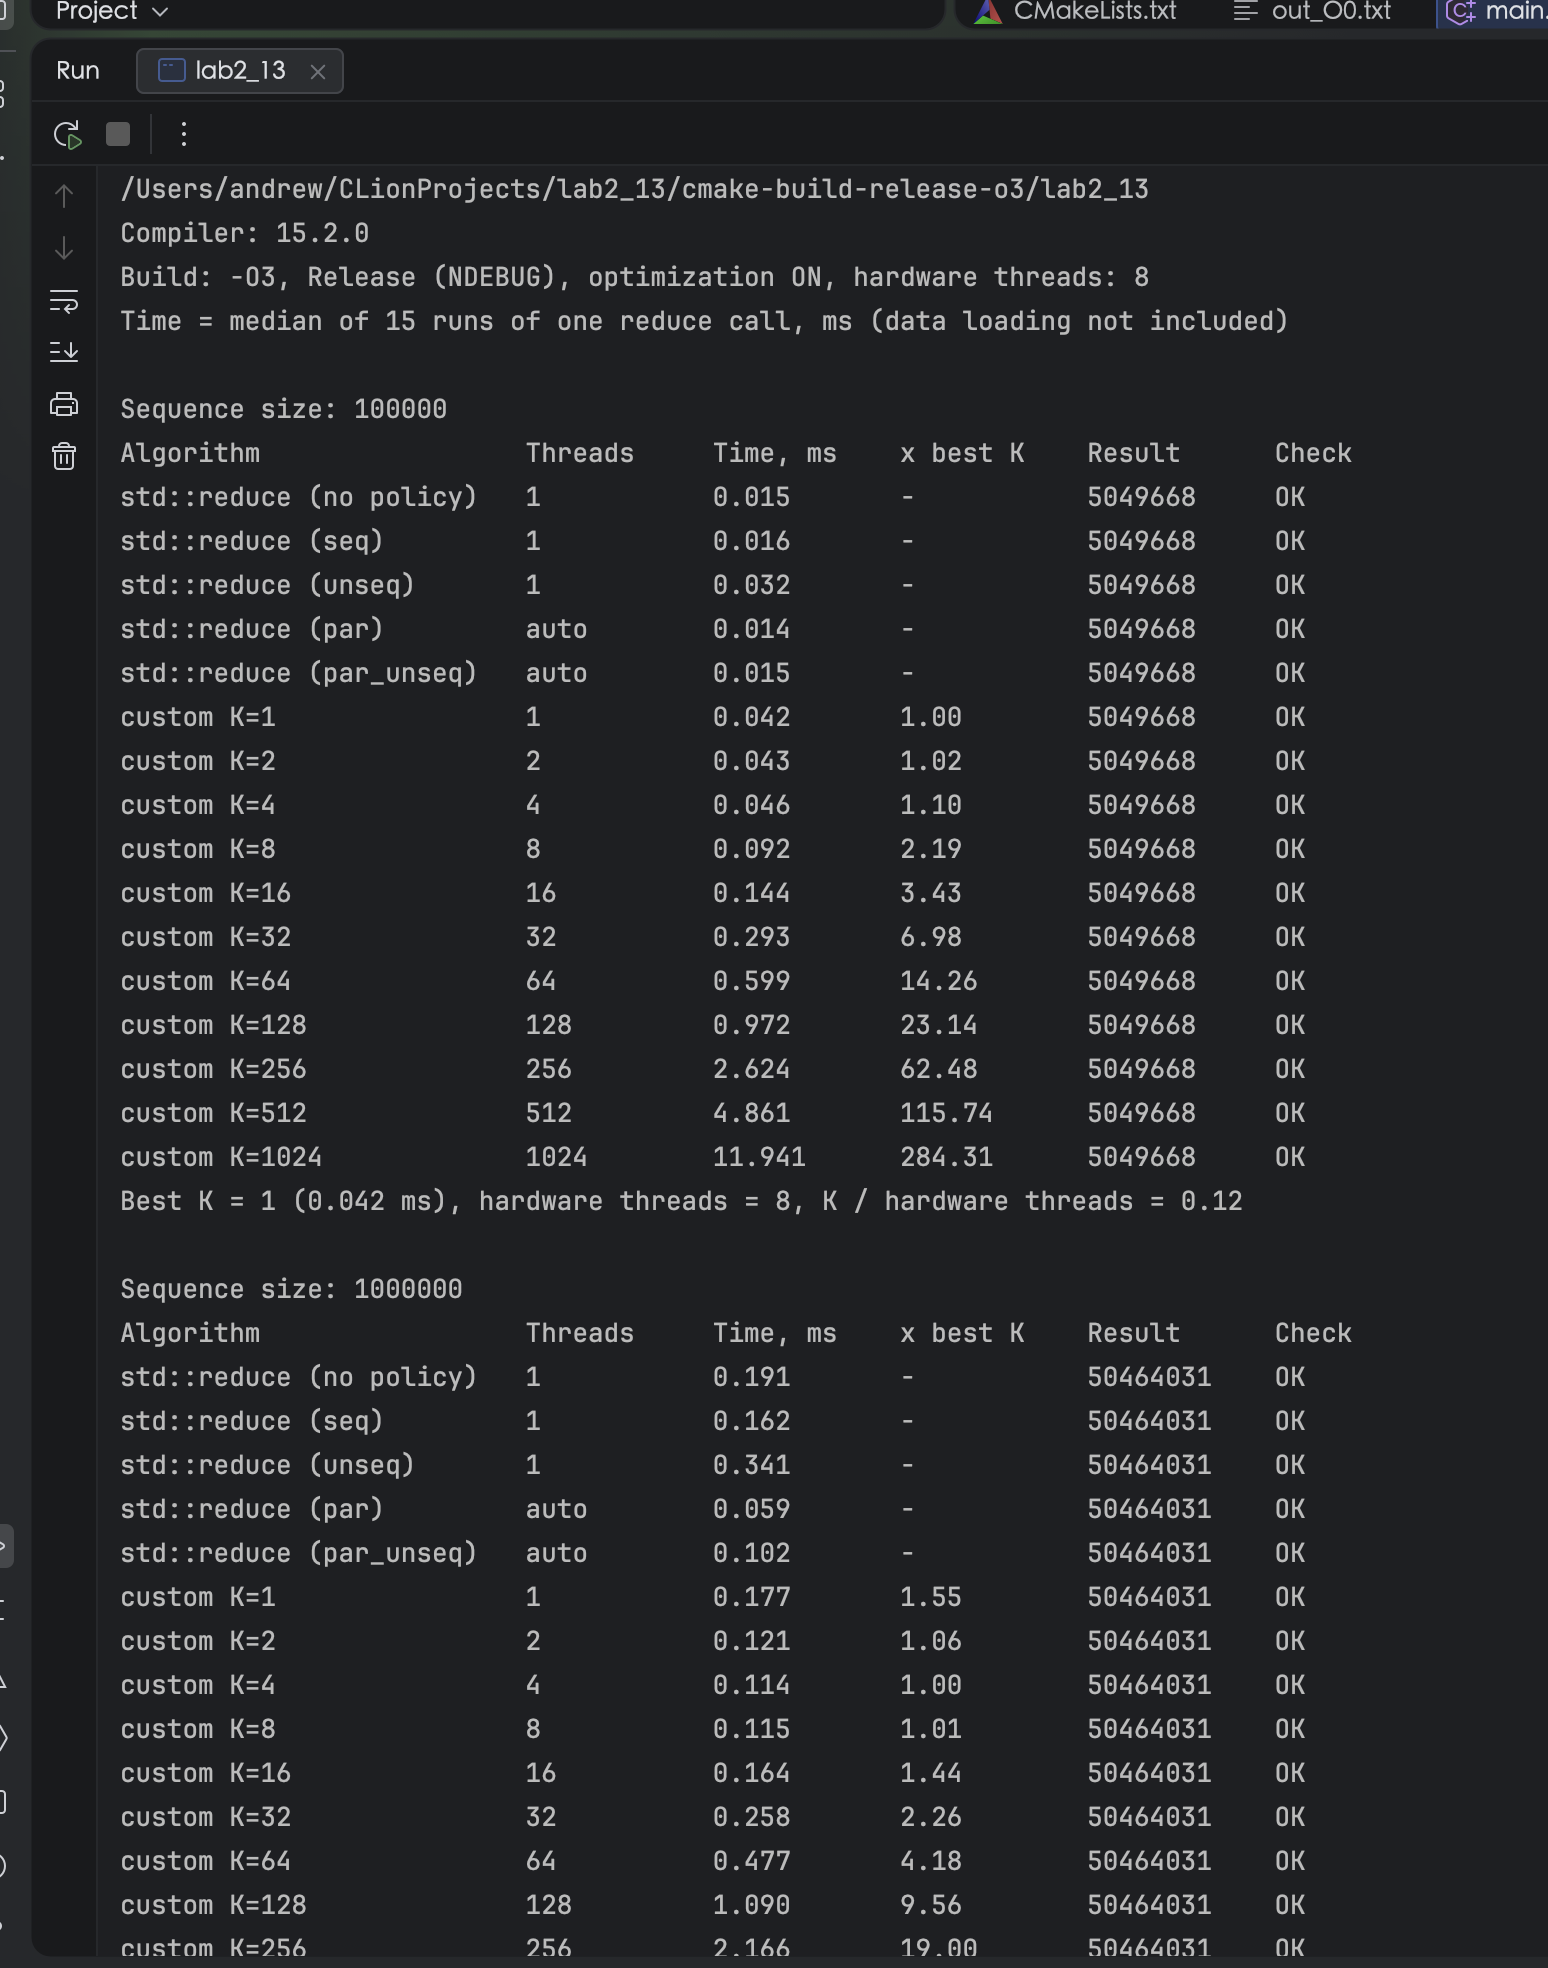 Project
CMakeLists.txt
out_O0.txt
main.
Run
lab2_13
/Users/andrew/CLionProjects/lab2_13/cmake-build-release-o3/lab2_13
Compiler: 15.2.0
Build: -O3, Release (NDEBUG), optimization ON, hardware threads: 8
Time = median of 15 runs of one reduce call, ms (data loading not included)
Sequence size: 100000
Algorithm Threads Time, ms x best K Result Check
std::reduce (no policy) 1 0.015 - 5049668 OK
std::reduce (seq) 1 0.016 - 5049668 OK
std::reduce (unseq) 1 0.032 - 5049668 OK
std::reduce (par) auto 0.014 - 5049668 OK
std::reduce (par_unseq) auto 0.015 - 5049668 OK
custom K=1 1 0.042 1.00 5049668 OK
custom K=2 2 0.043 1.02 5049668 OK
custom K=4 4 0.046 1.10 5049668 OK
custom K=8 8 0.092 2.19 5049668 OK
custom K=16 16 0.144 3.43 5049668 OK
custom K=32 32 0.293 6.98 5049668 OK
custom K=64 64 0.599 14.26 5049668 OK
custom K=128 128 0.972 23.14 5049668 OK
custom K=256 256 2.624 62.48 5049668 OK
custom K=512 512 4.861 115.74 5049668 OK
custom K=1024 1024 11.941 284.31 5049668 OK
Best K = 1 (0.042 ms), hardware threads = 8, K / hardware threads = 0.12
Sequence size: 1000000
Algorithm Threads Time, ms x best K Result Check
std::reduce (no policy) 1 0.191 - 50464031 OK
std::reduce (seq) 1 0.162 - 50464031 OK
std::reduce (unseq) 1 0.341 - 50464031 OK
std::reduce (par) auto 0.059 - 50464031 OK
std::reduce (par_unseq) auto 0.102 - 50464031 OK
custom K=1 1 0.177 1.55 50464031 OK
custom K=2 2 0.121 1.06 50464031 OK
custom K=4 4 0.114 1.00 50464031 OK
custom K=8 8 0.115 1.01 50464031 OK
custom K=16 16 0.164 1.44 50464031 OK
custom K=32 32 0.258 2.26 50464031 OK
custom K=64 64 0.477 4.18 50464031 OK
custom K=128 128 1.090 9.56 50464031 OK
custom K=256 256 2.166 19.00 50464031 OK